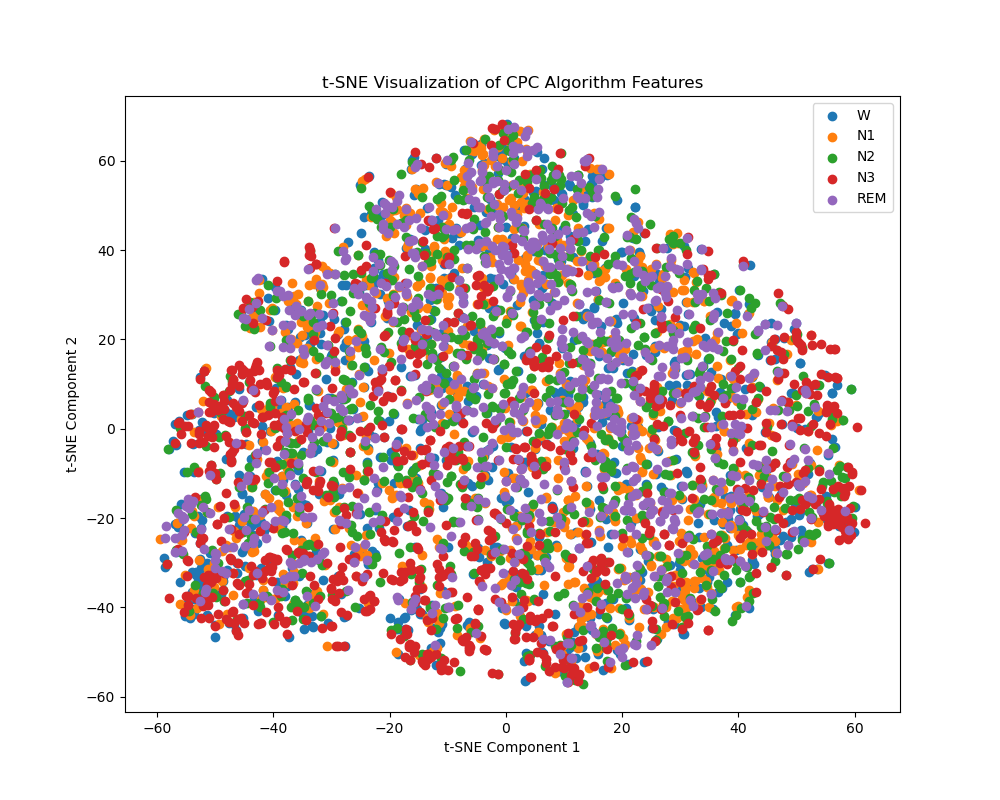 t-SNE Visualization of CPC Algorithm Features
W
N1
N2
N3
REM
60
40
20
0
−20
−40
−60
t-SNE Component 2
−60
−40
−20
0
20
40
60
t-SNE Component 1